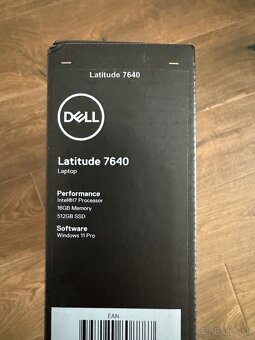 Latitude 7640
DELL
Latitude 7640
Laptop
Performance
Intel®i7 Processor
16GB Memory
512GB SSD
Software
Windows 11 Pro
EAN